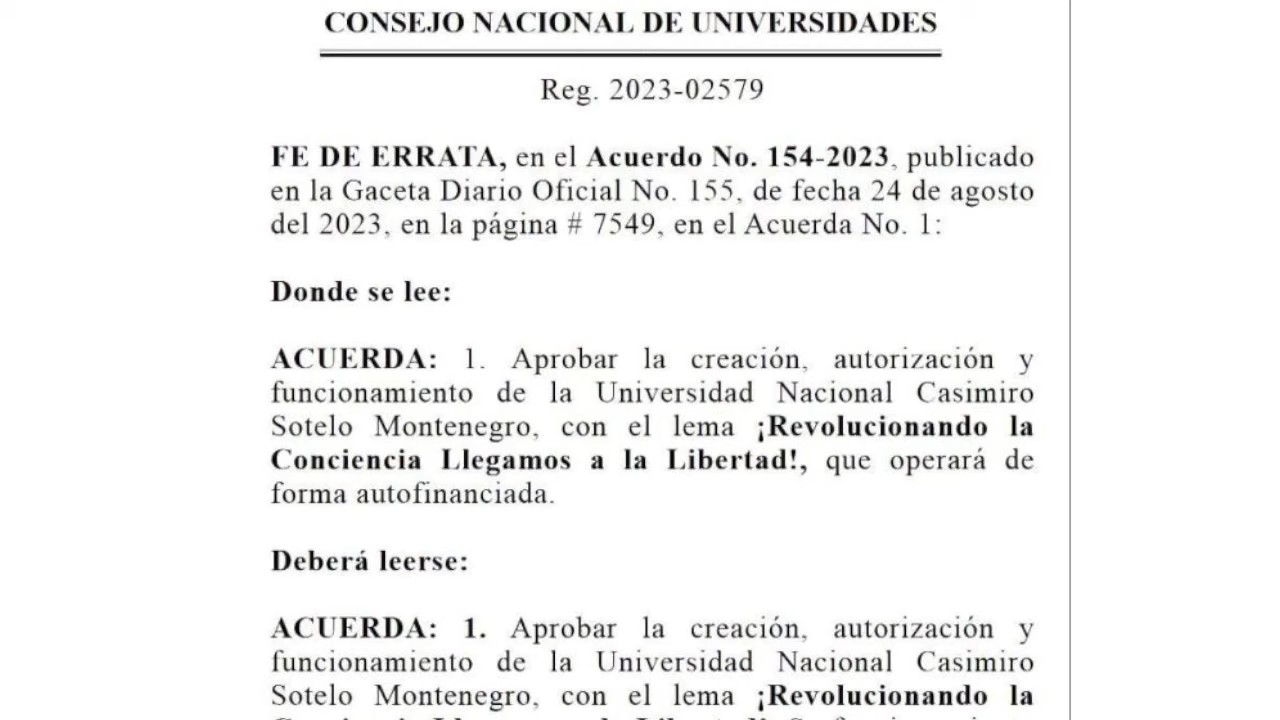 CONSEJO NACIONAL DE UNIVERSIDADES
Reg. 2023-02579
FE DE ERRATA, en el Acuerdo No. 154-2023, publicado
en la Gaceta Diario Oficial No. 155, de fecha 24 de agosto
del 2023, en la página # 7549, en el Acuerda No. 1:
Donde se lee:
ACUERDA: 1. Aprobar la creación, autorización y
funcionamiento de la Universidad Nacional Casimiro
Sotelo Montenegro, con el lema ¡Revolucionando la
Conciencia Llegamos a la Libertad!, que operará de
forma autofinanciada.
Deberá leerse:
ACUERDA: 1. Aprobar la creación, autorización y
funcionamiento de la Universidad Nacional Casimiro
Sotelo Montenegro, con el lema ¡Revolucionando la